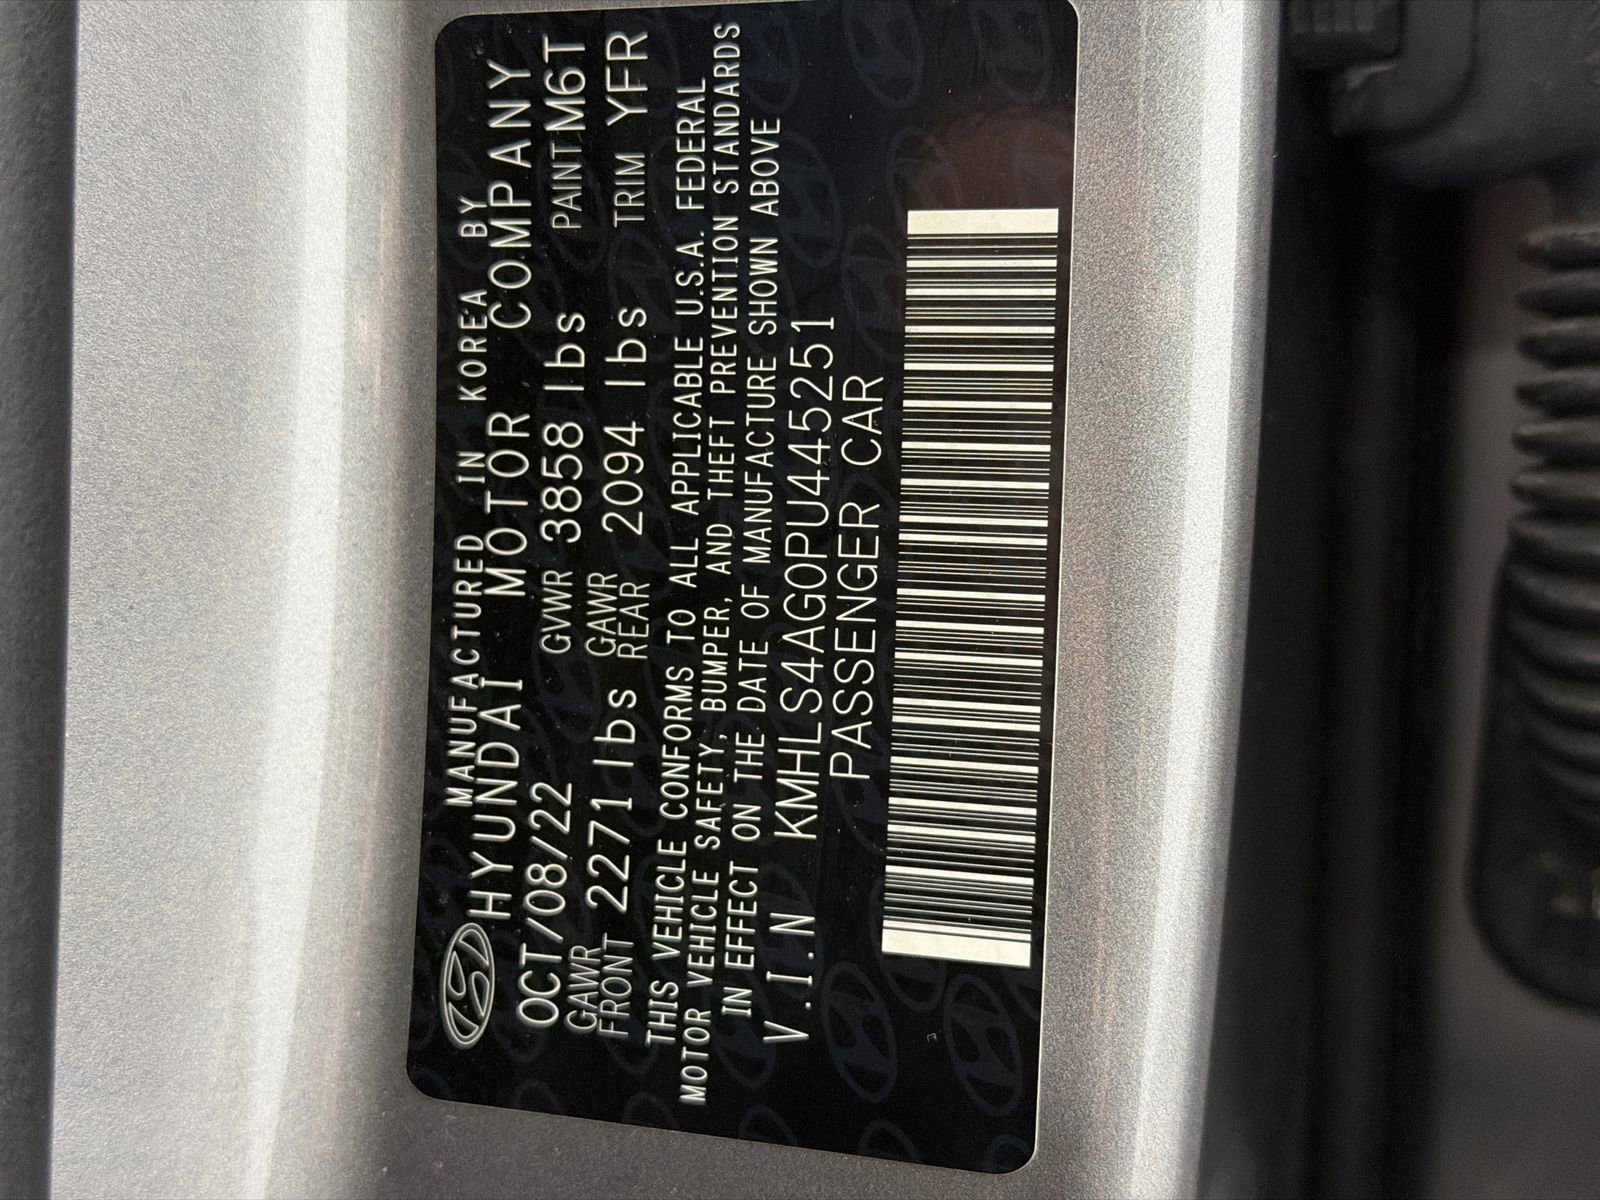 MANUFACTURED IN KOREA BY
HYUNDAI MOTOR COMPANY
OCT/08/22 GVWR 3858 lbs PAINT M6T
GAWR FRONT 2271 lbs GAWR REAR 2094 lbs TRIM YFR
THIS VEHICLE CONFORMS TO ALL APPLICABLE U.S.A. FEDERAL
MOTOR VEHICLE SAFETY, BUMPER, AND THEFT PREVENTION STANDARDS
IN EFFECT ON THE DATE OF MANUFACTURE SHOWN ABOVE
V.I.N KMHLS4AG0PU445251
PASSENGER CAR